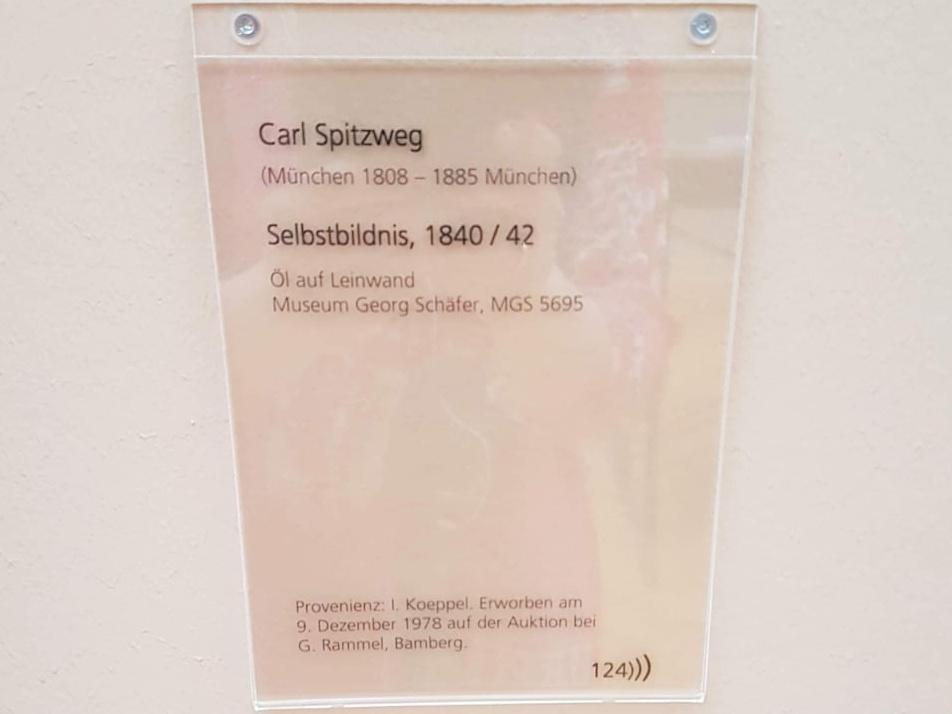 Carl Spitzweg
(München 1808 – 1885 München)
Selbstbildnis, 1840 / 42
Öl auf Leinwand
Museum Georg Schäfer, MGS 5695
Provenienz: I. Koeppel. Erworben am
9. Dezember 1978 auf der Auktion bei
G. Rammel, Bamberg.
124)))